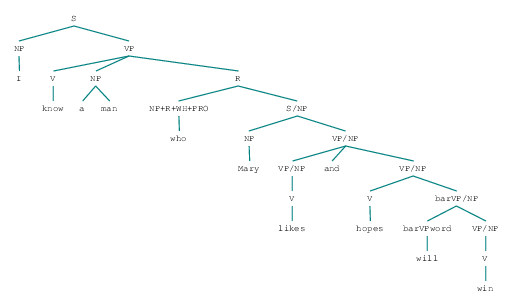 S
NP VP
I V NP R
know a man NP+R+WH+PRO S/NP
who NP VP/NP
Mary VP/NP and VP/NP
V V barVP/NP
likes hopes barVPword VP/NP
will V
win